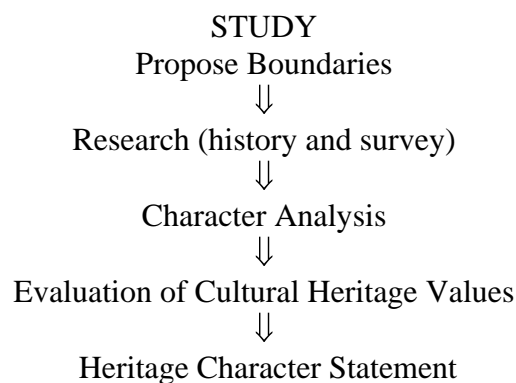 STUDY
Propose Boundaries
⇓
Research (history and survey)
⇓
Character Analysis
⇓
Evaluation of Cultural Heritage Values
⇓
Heritage Character Statement